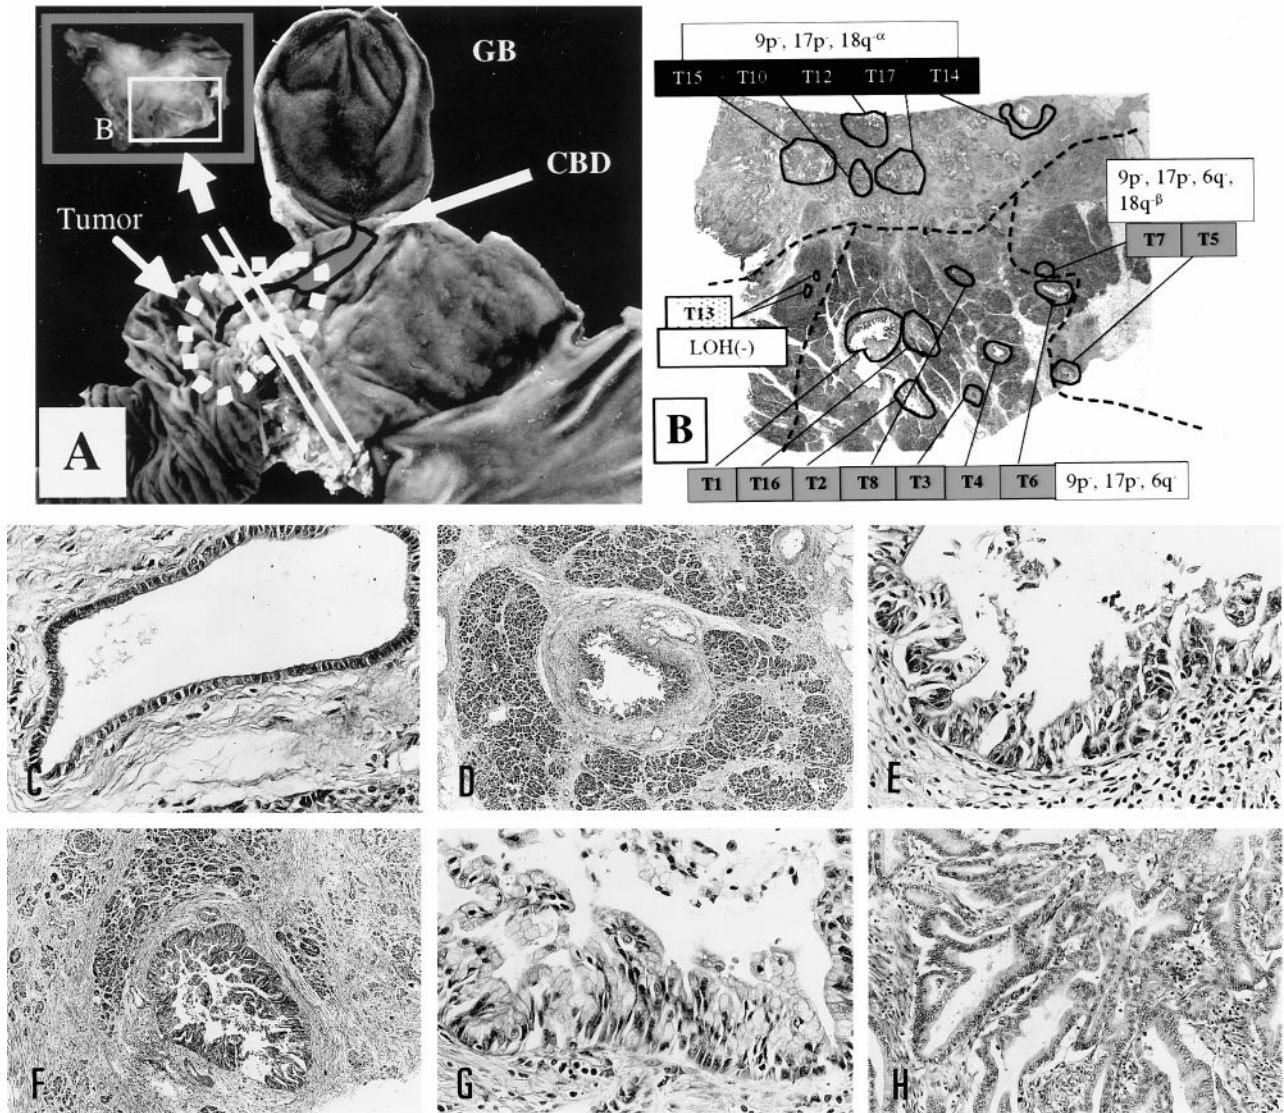 GB
B
CBD
Tumor
A
9p-, 17p-, 18q-α
T15 T10 T12 T17 T14
9p-, 17p-, 6q-,
18q-β
T7 T5
T13
LOH(-)
B
T1 T16 T2 T8 T3 T4 T6 9p-, 17p-, 6q-
C
D
E
F
G
H